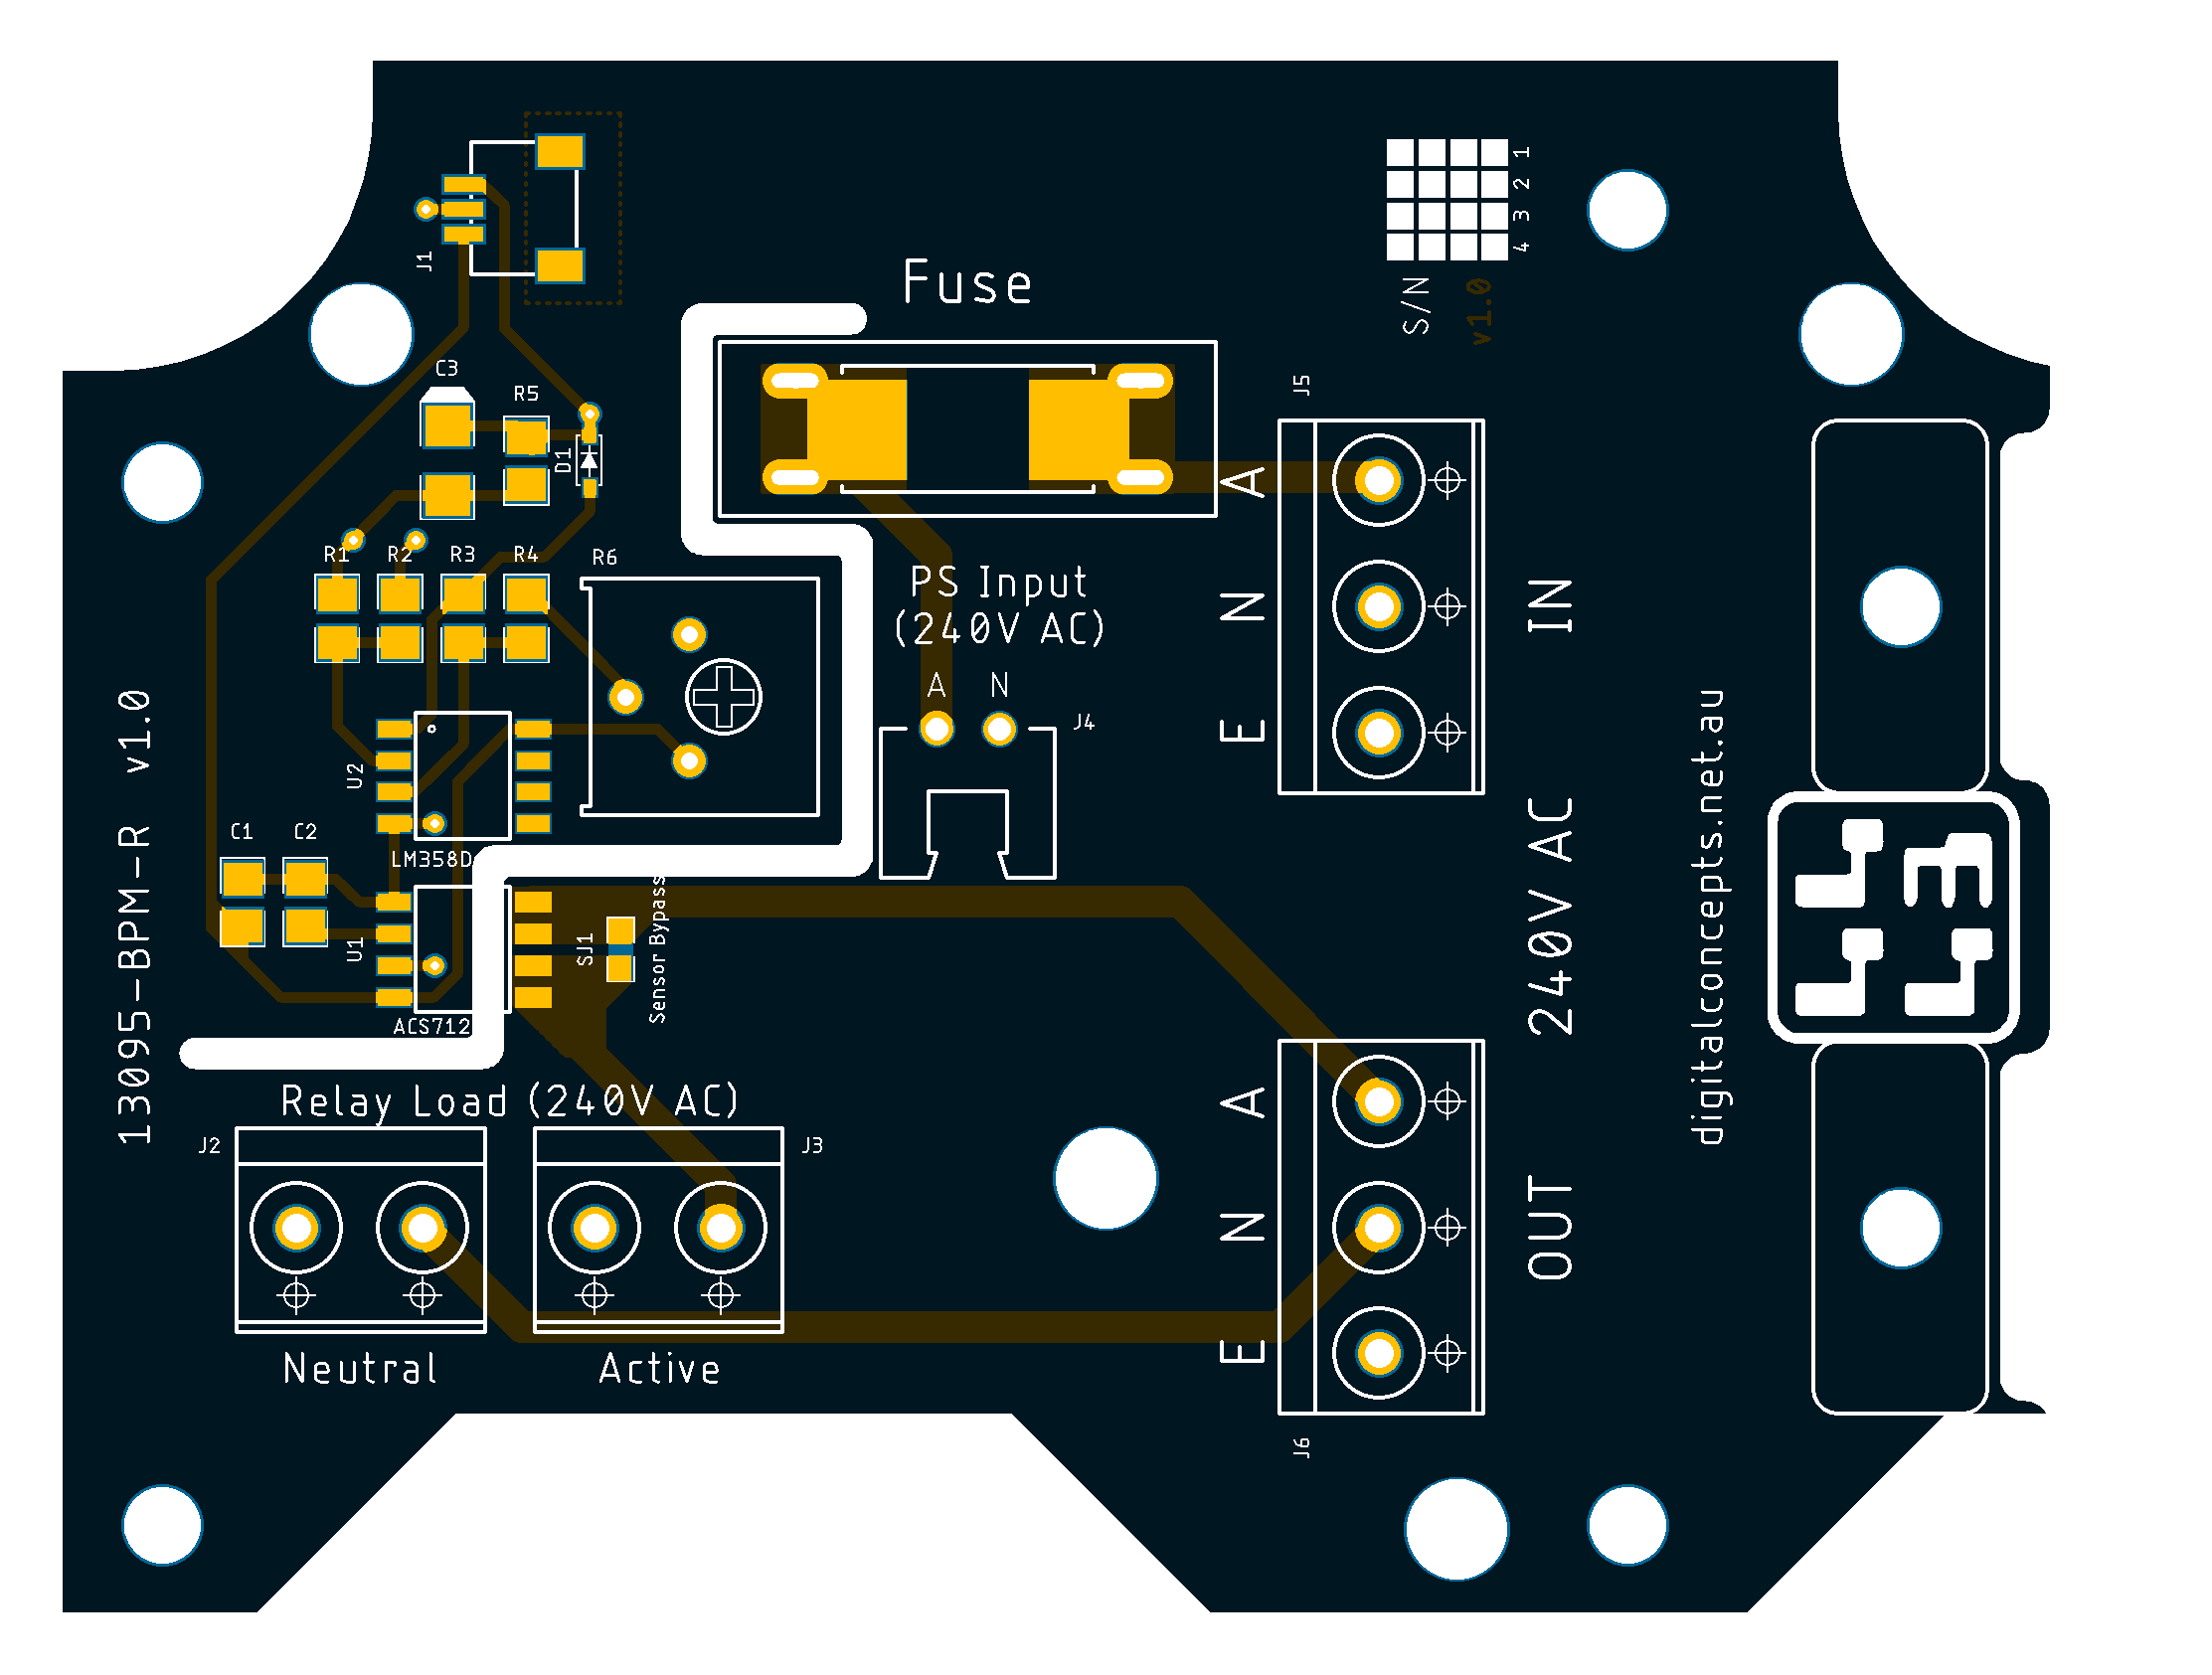 1
2
3
4
S/N
v1.0
J1
Fuse
C3
R5
D1
J5
R1
R2
R3
R4
R6
PS Input
(240V AC)
A
N
J4
A
N
E
IN
U2
LM358D
C1
C2
U1
ACS712
SJ1
Sensor Bypass
13095-BPM-R v1.0
240V AC
digitalconcepts.net.au
Relay Load (240V AC)
J2
J3
Neutral
Active
A
N
E
OUT
J6